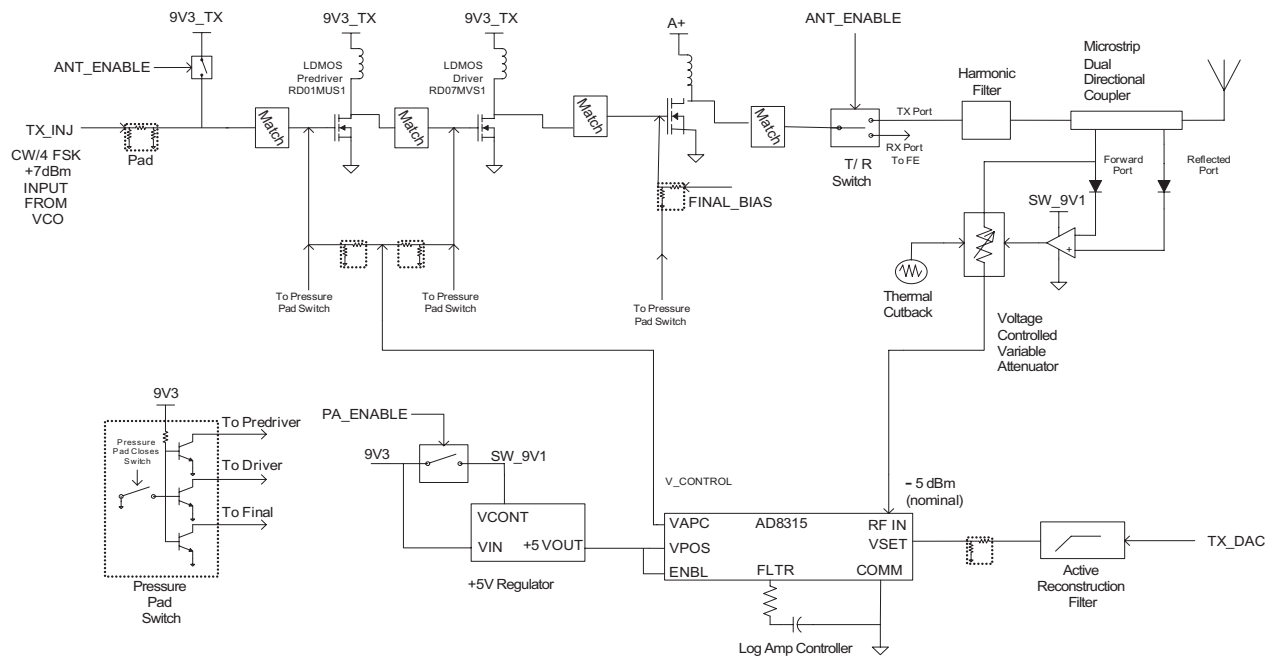 9V3_TX
9V3_TX
9V3_TX
A+
ANT_ENABLE
ANT_ENABLE
LDMOS
Predriver
RD01MUS1
LDMOS
Driver
RD07MVS1
Microstrip
Dual
Directional
Coupler
Harmonic
Filter
TX_INJ
CW/4 FSK
+7dBm
INPUT
FROM
VCO
Pad
Match
Match
Match
Match
TX Port
RX Port
To FE
T/ R
Switch
Forward
Port
Reflected
Port
FINAL_BIAS
SW_9V1
+
Thermal
Cutback
Voltage
Controlled
Variable
Attenuator
To Pressure
Pad Switch
To Pressure
Pad Switch
To Pressure
Pad Switch
9V3
Pressure
Pad Closes
Switch
To Predriver
To Driver
To Final
Pressure
Pad
Switch
PA_ENABLE
9V3
SW_9V1
VCONT
VIN
+5 VOUT
+5V Regulator
V_CONTROL
- 5 dBm
(nominal)
VAPC
AD8315
RF IN
VPOS
VSET
ENBL
FLTR
COMM
Log Amp Controller
TX_DAC
Active
Reconstruction
Filter